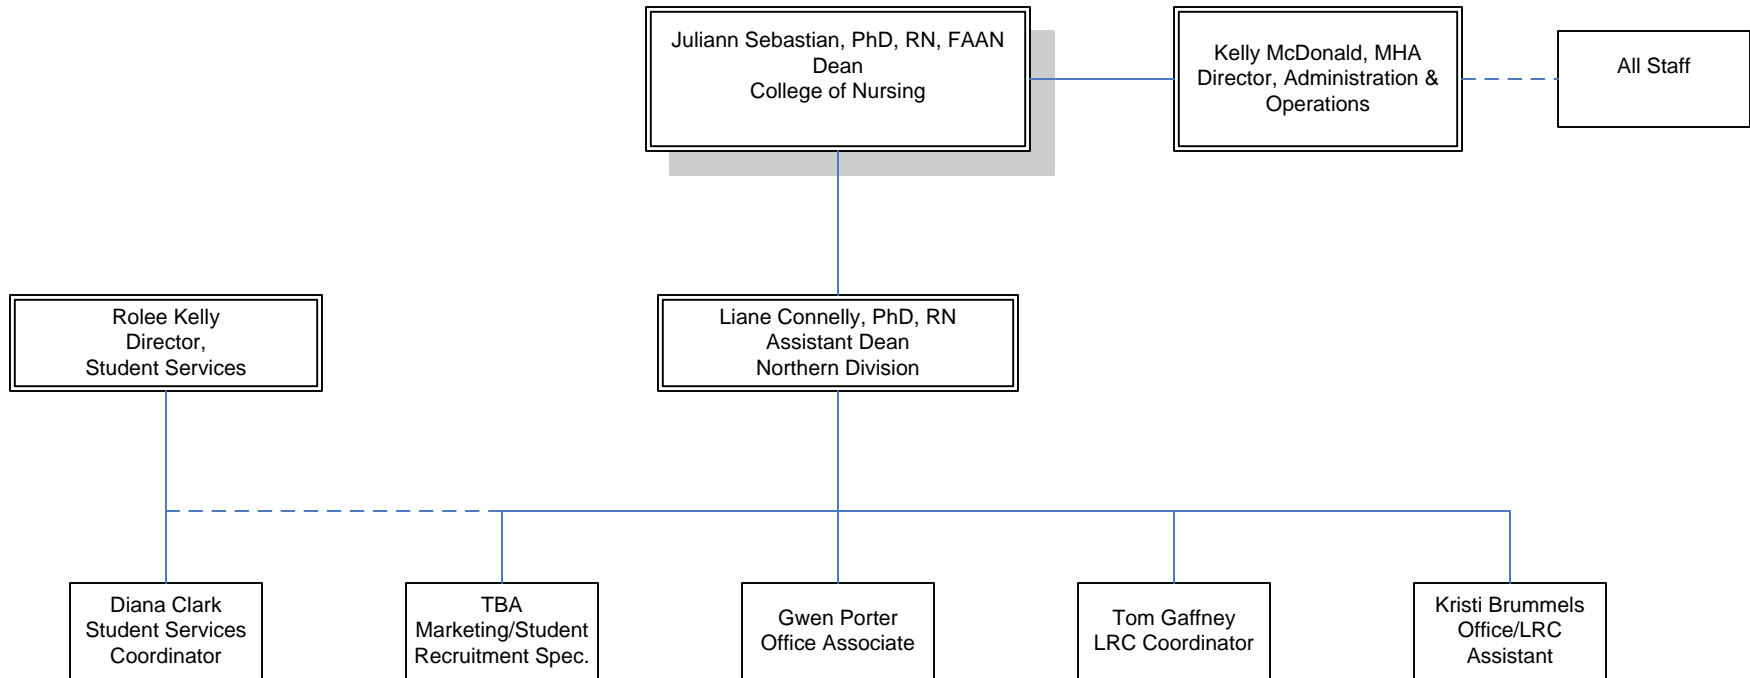 Juliann Sebastian, PhD, RN, FAAN
Dean
College of Nursing
Kelly McDonald, MHA
Director, Administration &
Operations
All Staff
Rolee Kelly
Director,
Student Services
Liane Connelly, PhD, RN
Assistant Dean
Northern Division
Diana Clark
Student Services
Coordinator
TBA
Marketing/Student
Recruitment Spec.
Gwen Porter
Office Associate
Tom Gaffney
LRC Coordinator
Kristi Brummels
Office/LRC
Assistant